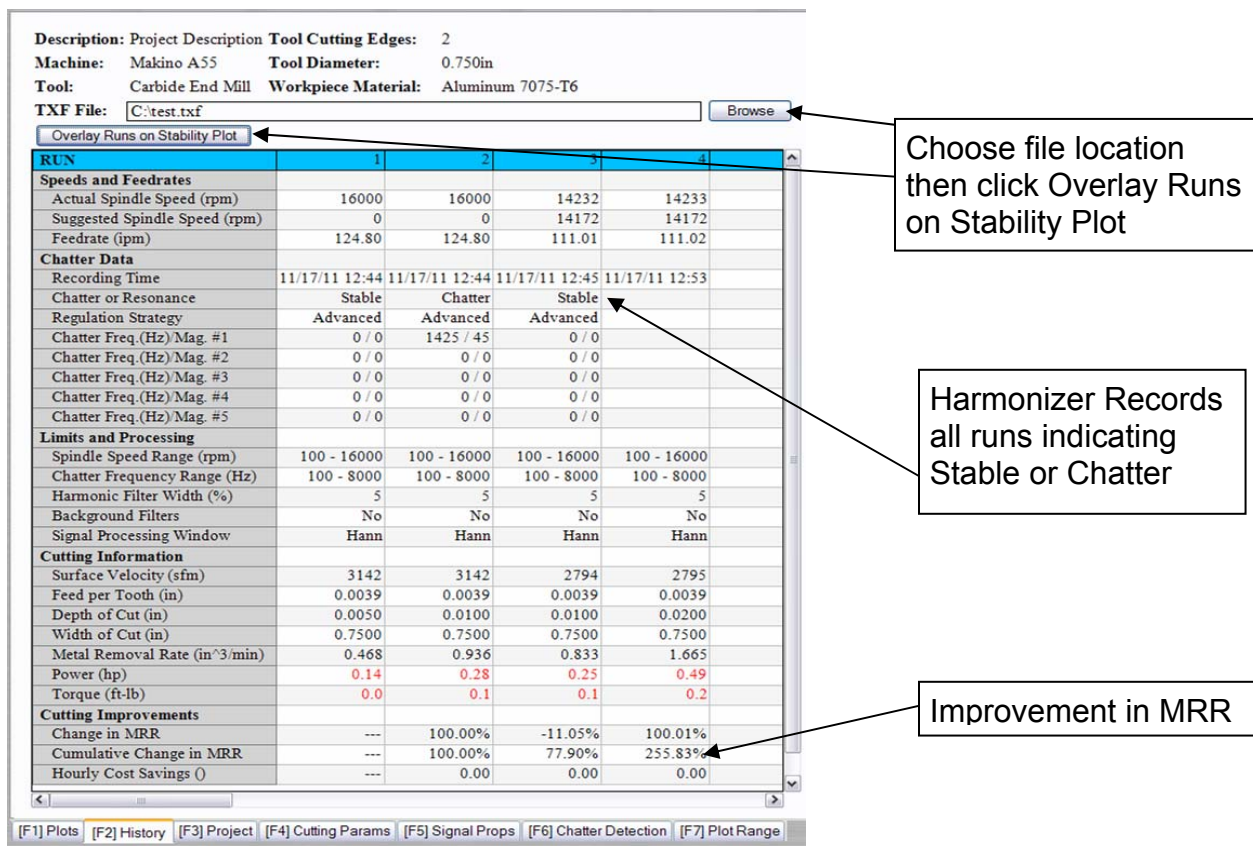 Description: Project Description Tool Cutting Edges: 2
Machine: Makino A55 Tool Diameter: 0.750in
Tool: Carbide End Mill Workpiece Material: Aluminum 7075-T6
TXF File: C:\test.txf Browse
Overlay Runs on Stability Plot
RUN 1 2 3 4
Speeds and Feedrates
Actual Spindle Speed (rpm) 16000 16000 14232 14233
Suggested Spindle Speed (rpm) 0 0 14172 14172
Feedrate (ipm) 124.80 124.80 111.01 111.02
Chatter Data
Recording Time 11/17/11 12:44 11/17/11 12:44 11/17/11 12:45 11/17/11 12:53
Chatter or Resonance Stable Chatter Stable
Regulation Strategy Advanced Advanced Advanced
Chatter Freq.(Hz)/Mag. #1 0 / 0 1425 / 45 0 / 0
Chatter Freq.(Hz)/Mag. #2 0 / 0 0 / 0 0 / 0
Chatter Freq.(Hz)/Mag. #3 0 / 0 0 / 0 0 / 0
Chatter Freq.(Hz)/Mag. #4 0 / 0 0 / 0 0 / 0
Chatter Freq.(Hz)/Mag. #5 0 / 0 0 / 0 0 / 0
Limits and Processing
Spindle Speed Range (rpm) 100 - 16000 100 - 16000 100 - 16000 100 - 16000
Chatter Frequency Range (Hz) 100 - 8000 100 - 8000 100 - 8000 100 - 8000
Harmonic Filter Width (%) 5 5 5 5
Background Filters No No No No
Signal Processing Window Hann Hann Hann Hann
Cutting Information
Surface Velocity (sfm) 3142 3142 2794 2795
Feed per Tooth (in) 0.0039 0.0039 0.0039 0.0039
Depth of Cut (in) 0.0050 0.0100 0.0100 0.0200
Width of Cut (in) 0.7500 0.7500 0.7500 0.7500
Metal Removal Rate (in^3/min) 0.468 0.936 0.833 1.665
Power (hp) 0.14 0.28 0.25 0.49
Torque (ft-lb) 0.0 0.1 0.1 0.2
Cutting Improvements
Change in MRR --- 100.00% -11.05% 100.01%
Cumulative Change in MRR --- 100.00% 77.90% 255.83%
Hourly Cost Savings () --- 0.00 0.00 0.00
[F1] Plots [F2] History [F3] Project [F4] Cutting Params [F5] Signal Props [F6] Chatter Detection [F7] Plot Range
Choose file location
then click Overlay Runs
on Stability Plot
Harmonizer Records
all runs indicating
Stable or Chatter
Improvement in MRR